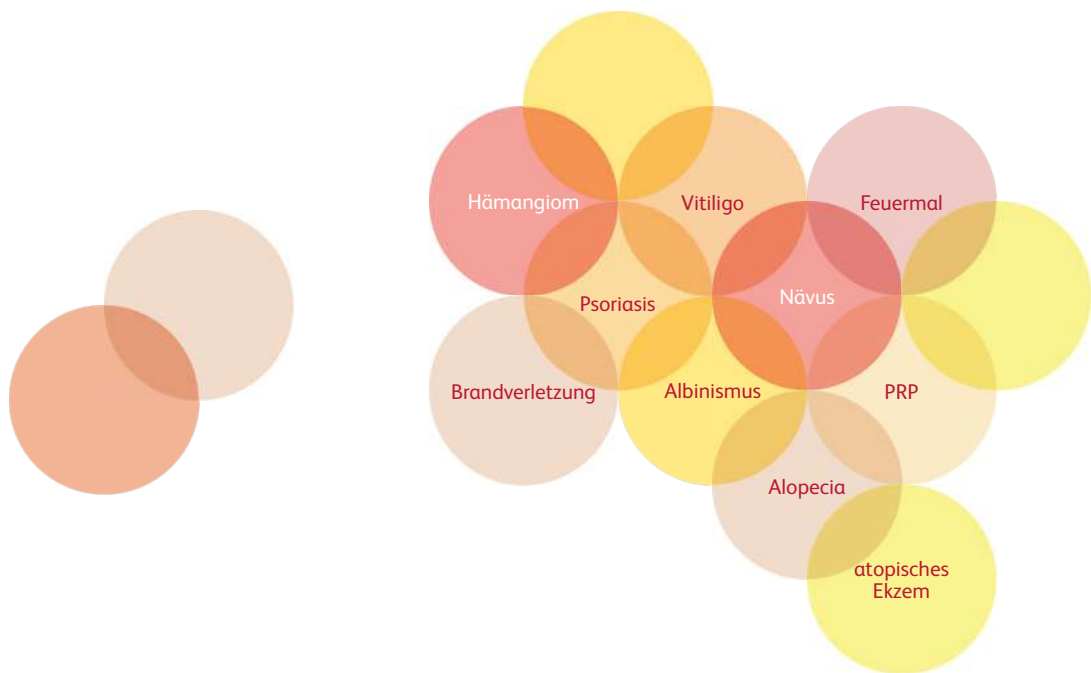 Hämangiom
Vitiligo
Feuermal
Psoriasis
Nävus
Brandverletzung
Albinismus
PRP
Alopecia
atopisches
Ekzem